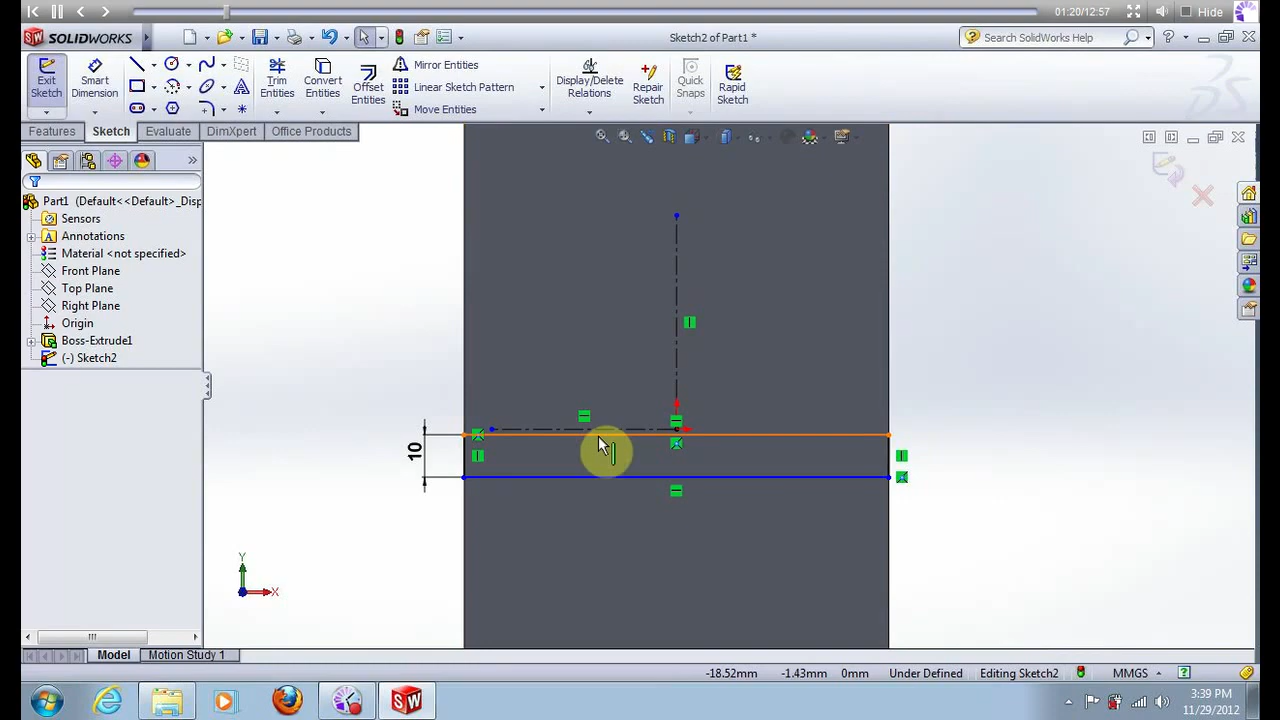 01:20/12:57
Hide
SOLIDWORKS
Sketch2 of Part1 *
Search SolidWorks Help
Exit Sketch
Smart Dimension
Trim Entities
Convert Entities
Offset Entities
Mirror Entities
Linear Sketch Pattern
Move Entities
Display/Delete Relations
Repair Sketch
Quick Snaps
Rapid Sketch
Features
Sketch
Evaluate
DimXpert
Office Products
Part1 (Default<<Default>_Disp
Sensors
Annotations
Material <not specified>
Front Plane
Top Plane
Right Plane
Origin
Boss-Extrude1
(-) Sketch2
10
Y
X
Model
Motion Study 1
-18.52mm
-1.43mm
0mm
Under Defined
Editing Sketch2
MMGS
3:39 PM
11/29/2012